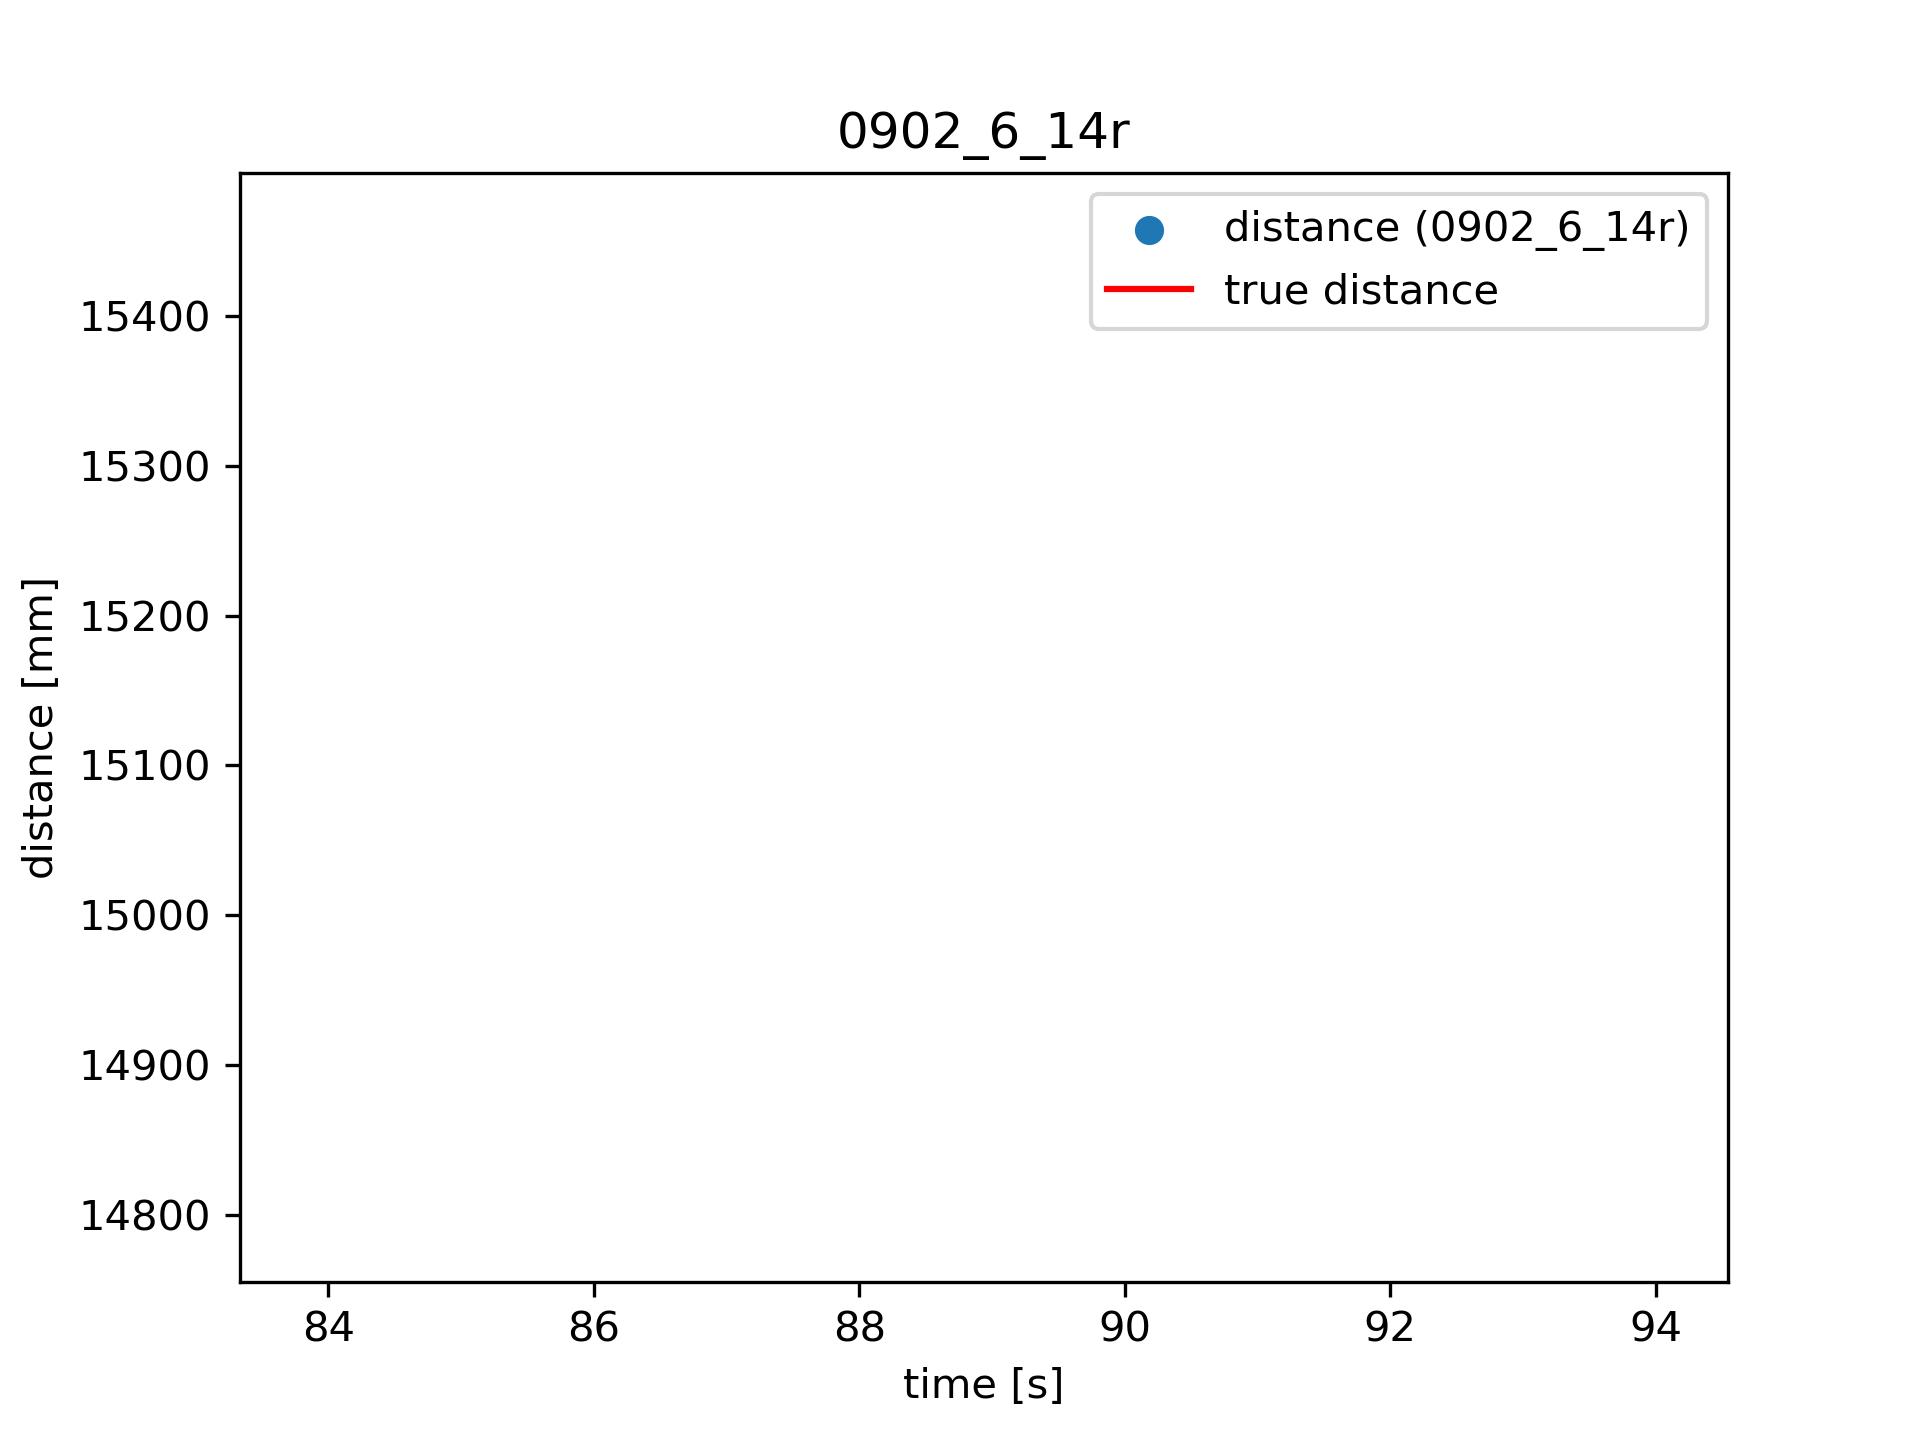 0902_6_14r
distance (0902_6_14r)
true distance
15400
15300
15200
15100
15000
14900
14800
distance [mm]
84 86 88 90 92 94
time [s]